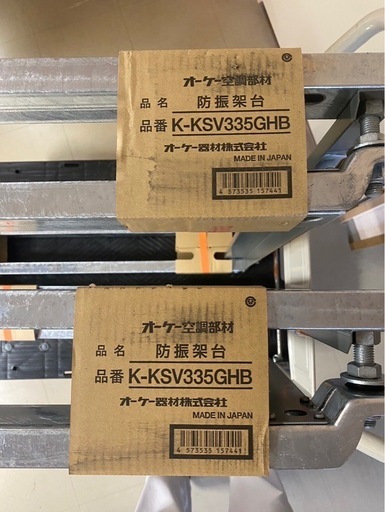 オーケー空調部材
品名 防振架台
品番 K-KSV335GHB
オーケー器材株式会社
MADE IN JAPAN
4 573535 157441
オーケー空調部材
品名 防振架台
品番 K-KSV335GHB
オーケー器材株式会社
MADE IN JAPAN
4 573535 157441